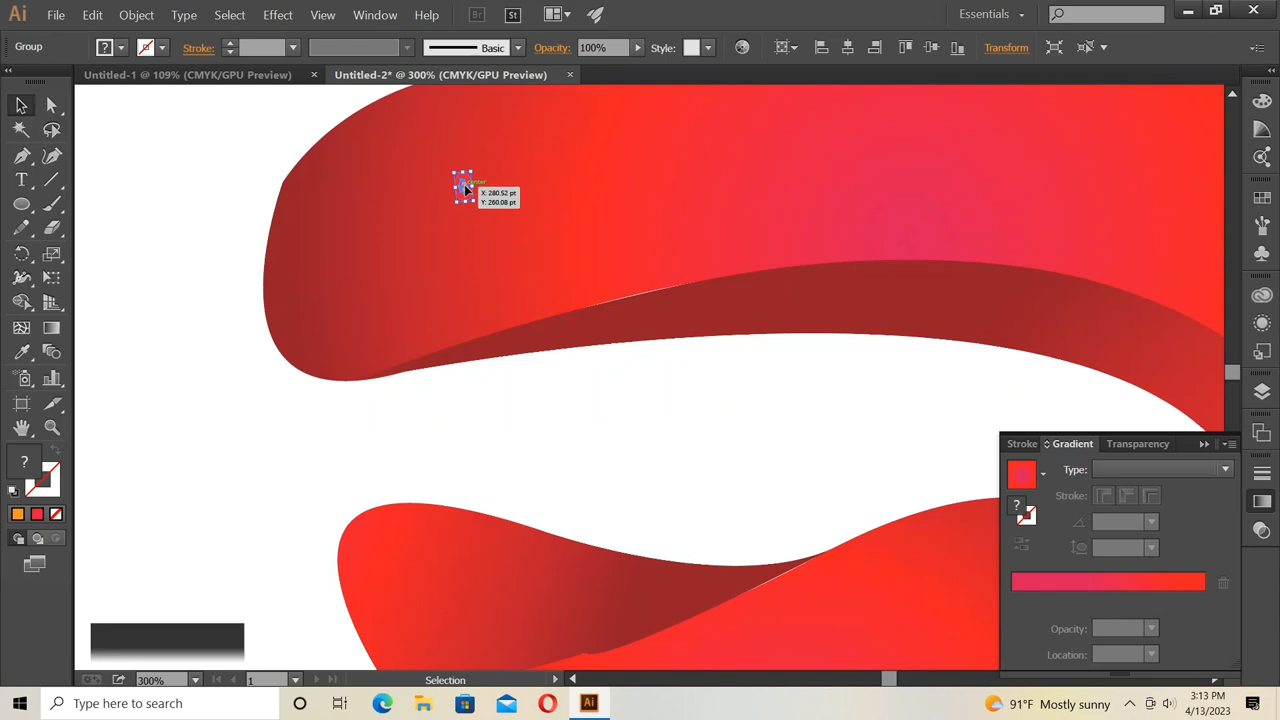 Ai File Edit Object Type Select Effect View Window Help Br St Essentials
Group Stroke: Basic Opacity: 100% Style: Transform
Untitled-1 @ 109% (CMYK/GPU Preview) × Untitled-2* @ 300% (CMYK/GPU Preview) ×
center
X: 280.52 pt
Y: 260.08 pt
Stroke Gradient Transparency
Type:
?
Stroke:
?
Opacity:
Location:
300% 1 Selection
Type here to search Ai 91°F Mostly sunny 3:13 PM
4/13/2023